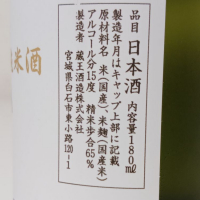 品目 日本酒 内容量180ml
製造年月はキャップ上部に記載
原材料名 米(国産)、米麹(国産米)
アルコール分15度 精米歩合65%
製造者 蔵王酒造株式会社
宮城県白石市東小路120-1
米酒